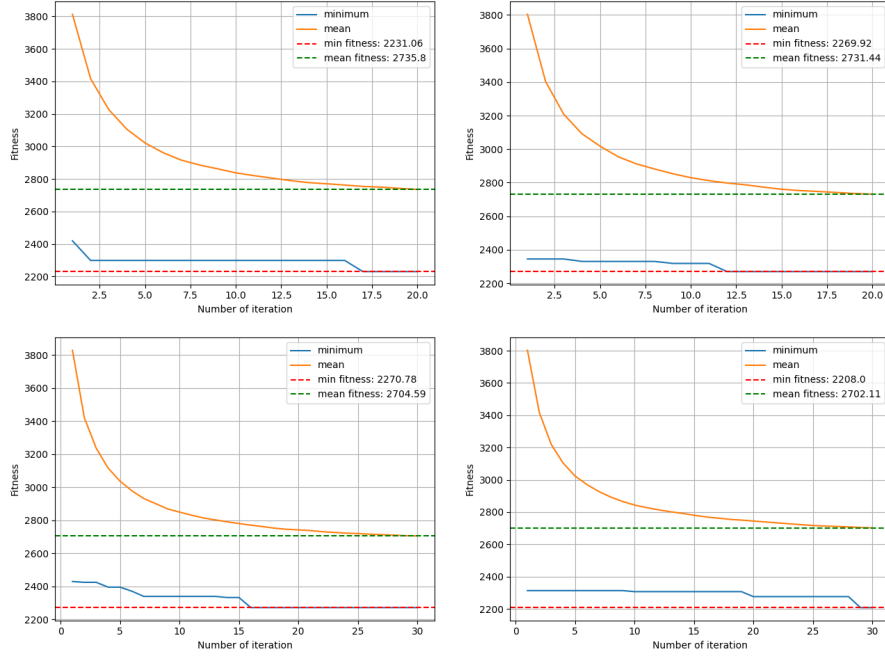 3800
3600
3400
3200
3000
2800
2600
2400
2200
Fitness
2.5 5.0 7.5 10.0 12.5 15.0 17.5 20.0
Number of iteration
minimum
mean
min fitness: 2231.06
mean fitness: 2735.8
3800
3600
3400
3200
3000
2800
2600
2400
2200
Fitness
2.5 5.0 7.5 10.0 12.5 15.0 17.5 20.0
Number of iteration
minimum
mean
min fitness: 2269.92
mean fitness: 2731.44
3800
3600
3400
3200
3000
2800
2600
2400
2200
Fitness
0 5 10 15 20 25 30
Number of iteration
minimum
mean
min fitness: 2270.78
mean fitness: 2704.59
3800
3600
3400
3200
3000
2800
2600
2400
2200
Fitness
0 5 10 15 20 25 30
Number of iteration
minimum
mean
min fitness: 2208.0
mean fitness: 2702.11